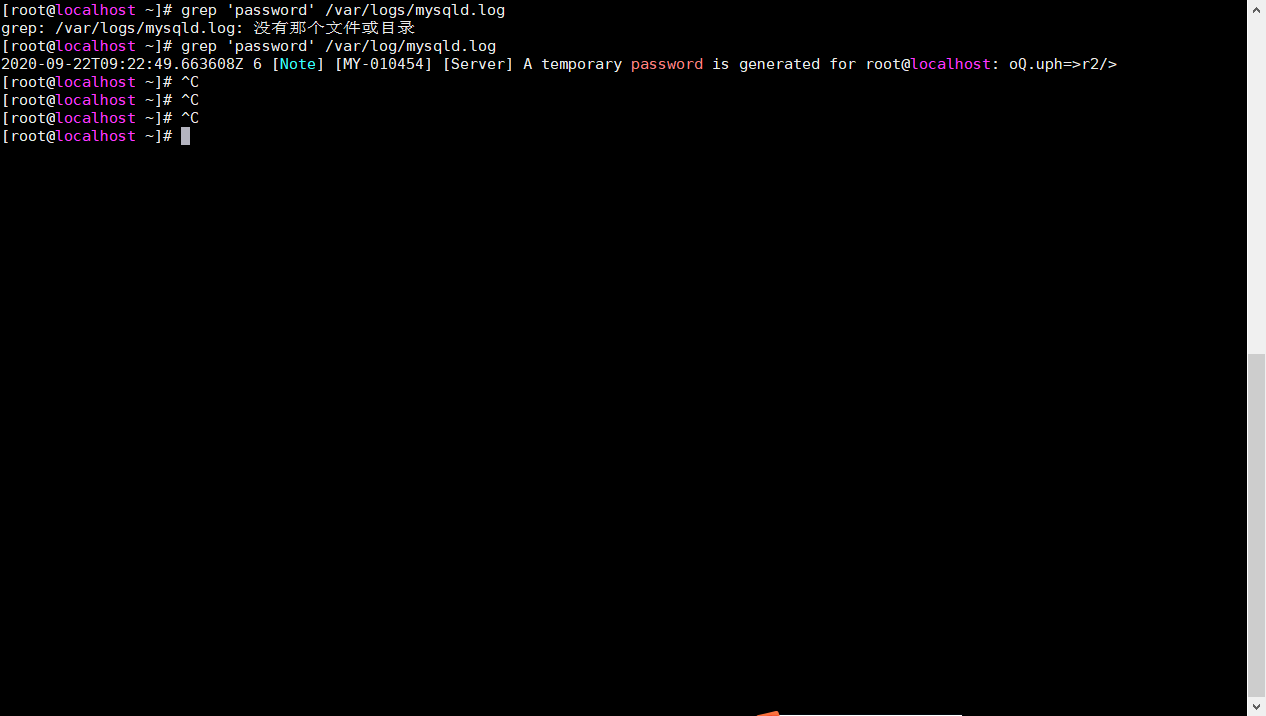 [root@localhost ~]# grep 'password' /var/logs/mysqld.log
grep: /var/logs/mysqld.log: 没有那个文件或目录
[root@localhost ~]# grep 'password' /var/log/mysqld.log
2020-09-22T09:22:49.663608Z 6 [Note] [MY-010454] [Server] A temporary password is generated for root@localhost: oQ.uph=>r2/>
[root@localhost ~]# ^C
[root@localhost ~]# ^C
[root@localhost ~]# ^C
[root@localhost ~]#